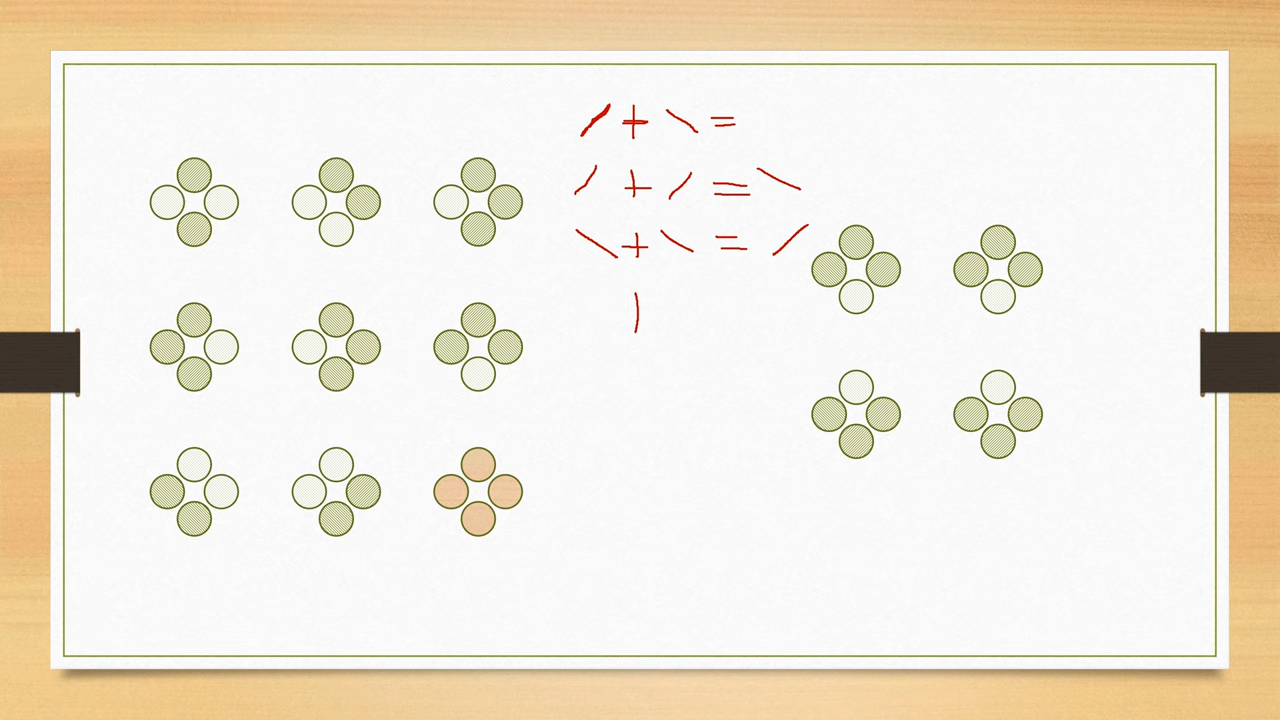 / + \ =
/ + / = \
\ + \ = /
|